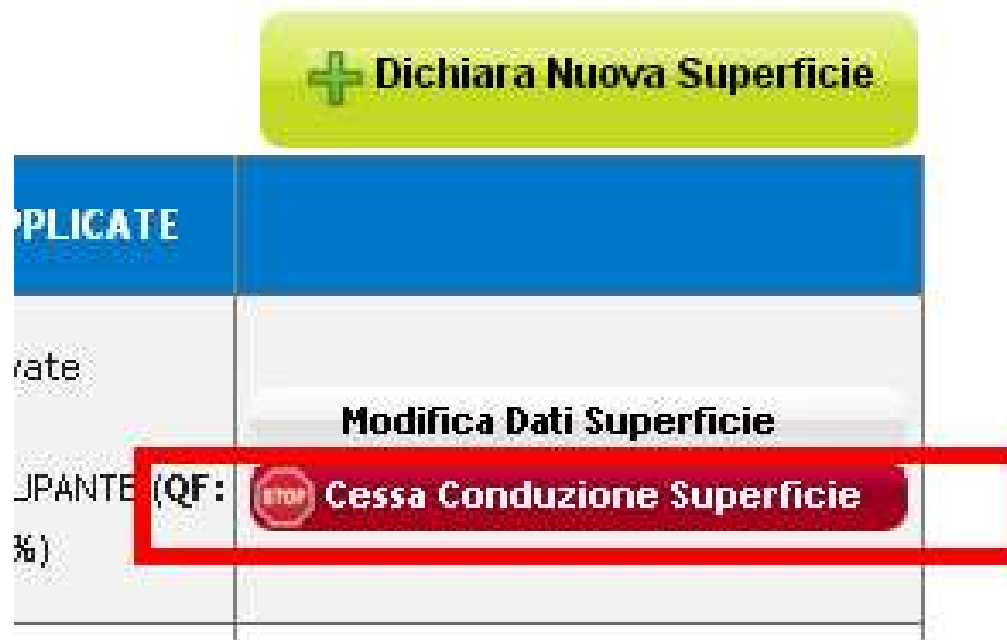 Dichiara Nuova Superficie
PPLICATE
vate
Modifica Dati Superficie
UPANTE (QF:
STOP Cessa Conduzione Superficie
%)